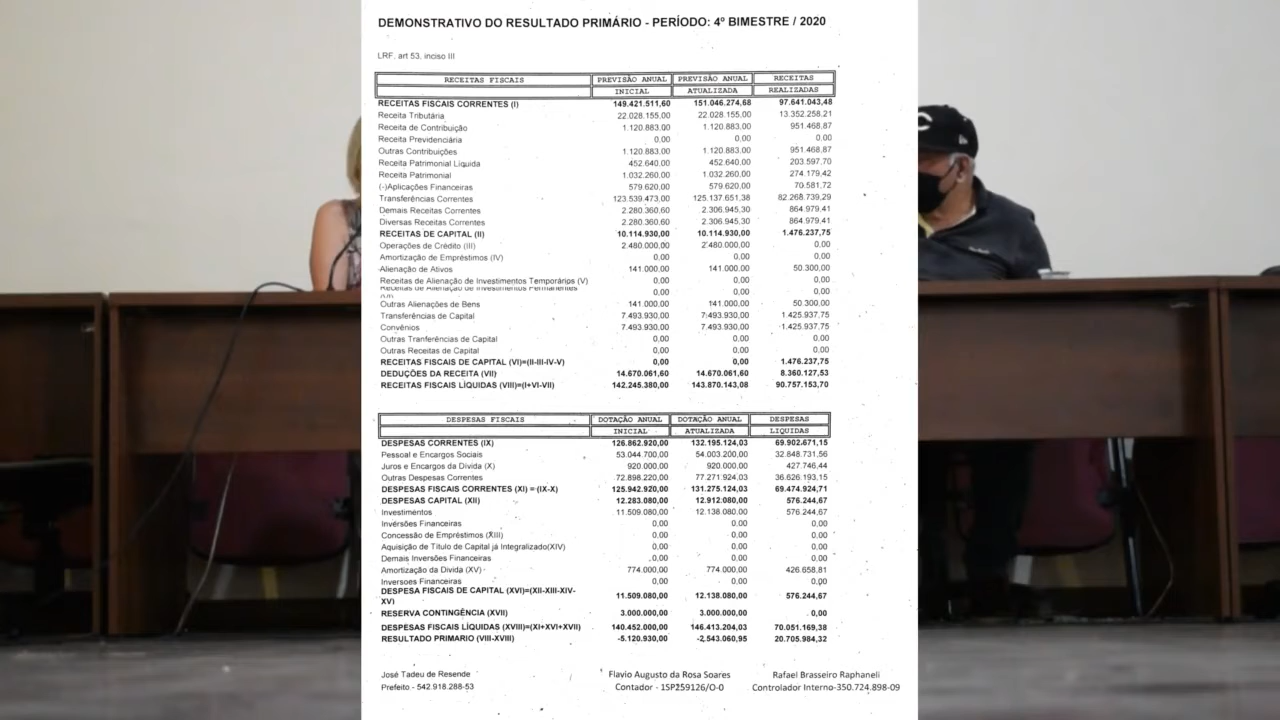 DEMONSTRATIVO DO RESULTADO PRIMÁRIO - PERÍODO: 4º BIMESTRE / 2020
LRF, art 53, inciso III
RECEITAS FISCAIS PREVISÃO ANUAL PREVISÃO ANUAL RECEITAS
INICIAL ATUALIZADA REALIZADAS
RECEITAS FISCAIS CORRENTES (I) 149.421.511,60 151.046.274,68 97.641.043,48
Receita Tributária 22.028.155,00 22.028.155,00 13.352.258,21
Receita de Contribuição 1.120.883,00 1.120.883,00 951.468,87
Receita Previdenciária 0,00 0,00 0,00
Outras Contribuições 1.120.883,00 1.120.883,00 951.468,87
Receita Patrimonial Líquida 452.640,00 452.640,00 203.597,70
Receita Patrimonial 1.032.260,00 1.032.260,00 274.179,42
(-)Aplicações Financeiras 579.620,00 579.620,00 70.581,72
Transferências Correntes 123.539.473,00 125.137.651,38 82.268.739,29
Demais Receitas Correntes 2.280.360,60 2.306.945,30 864.979,41
Diversas Receitas Correntes 2.280.360,60 2.306.945,30 864.979,41
RECEITAS DE CAPITAL (II) 10.114.930,00 10.114.930,00 1.476.237,75
Operações de Crédito (III) 2.480.000,00 2.480.000,00 0,00
Amortização de Empréstimos (IV) 0,00 0,00 0,00
Alienação de Ativos 141.000,00 141.000,00 50.300,00
Receitas de Alienação de Investimentos Temporários (V) 0,00 0,00 0,00
Receitas de Alienação de Investimentos Permanentes 0,00 0,00 0,00
Outras Alienações de Bens 141.000,00 141.000,00 50.300,00
Transferências de Capital 7.493.930,00 7.493.930,00 1.425.937,75
Convênios 7.493.930,00 7.493.930,00 1.425.937,75
Outras Tranferências de Capital 0,00 0,00 0,00
Outras Receitas de Capital 0,00 0,00 0,00
RECEITAS FISCAIS DE CAPITAL (VI)=(II-III-IV-V) 0,00 0,00 1.476.237,75
DEDUÇÕES DA RECEITA (VII) 14.670.061,60 14.670.061,60 8.360.127,53
RECEITAS FISCAIS LÍQUIDAS (VIII)=(I+VI-VII) 142.245.380,00 143.870.143,08 90.757.153,70
DESPESAS FISCAIS DOTAÇÃO ANUAL DOTAÇÃO ANUAL DESPESAS
INICIAL ATUALIZADA LIQUIDAS
DESPESAS CORRENTES (IX) 126.862.920,00 132.195.124,03 69.902.671,15
Pessoal e Encargos Sociais 53.044.700,00 54.003.200,00 32.848.731,56
Juros e Encargos da Dívida (X) 920.000,00 920.000,00 427.746,44
Outras Despesas Correntes 72.898.220,00 77.271.924,03 36.626.193,15
DESPESAS FISCAIS CORRENTES (XI) = (IX-X) 125.942.920,00 131.275.124,03 69.474.924,71
DESPESAS CAPITAL (XII) 12.283.080,00 12.912.080,00 576.244,67
Investimentos 11.509.080,00 12.138.080,00 576.244,67
Inversões Financeiras 0,00 0,00 0,00
Concessão de Empréstimos (XIII) 0,00 0,00 0,00
Aquisição de Título de Capital já Integralizado(XIV) 0,00 0,00 0,00
Demais Inversões Financeiras 0,00 0,00 0,00
Amortização da Dívida (XV) 774.000,00 774.000,00 426.658,81
Inversoes Financeiras 0,00 0,00 0,00
DESPESA FISCAIS DE CAPITAL (XVI)=(XII-XIII-XIV-
XV) 11.509.080,00 12.138.080,00 576.244,67
RESERVA CONTINGÊNCIA (XVII) 3.000.000,00 3.000.000,00 0,00
DESPESAS FISCAIS LÍQUIDAS (XVIII)=(XI+XVI+XVII) 140.452.000,00 146.413.204,03 70.051.169,38
RESULTADO PRIMARIO (VIII-XVIII) -5.120.930,00 -2.543.060,95 20.705.984,32
José Tadeu de Resende Flavio Augusto da Rosa Soares Rafael Brasseiro Raphaneli
Prefeito - 542.918.288-53 Contador - 1SP259126/O-0 Controlador Interno-350.724.898-09